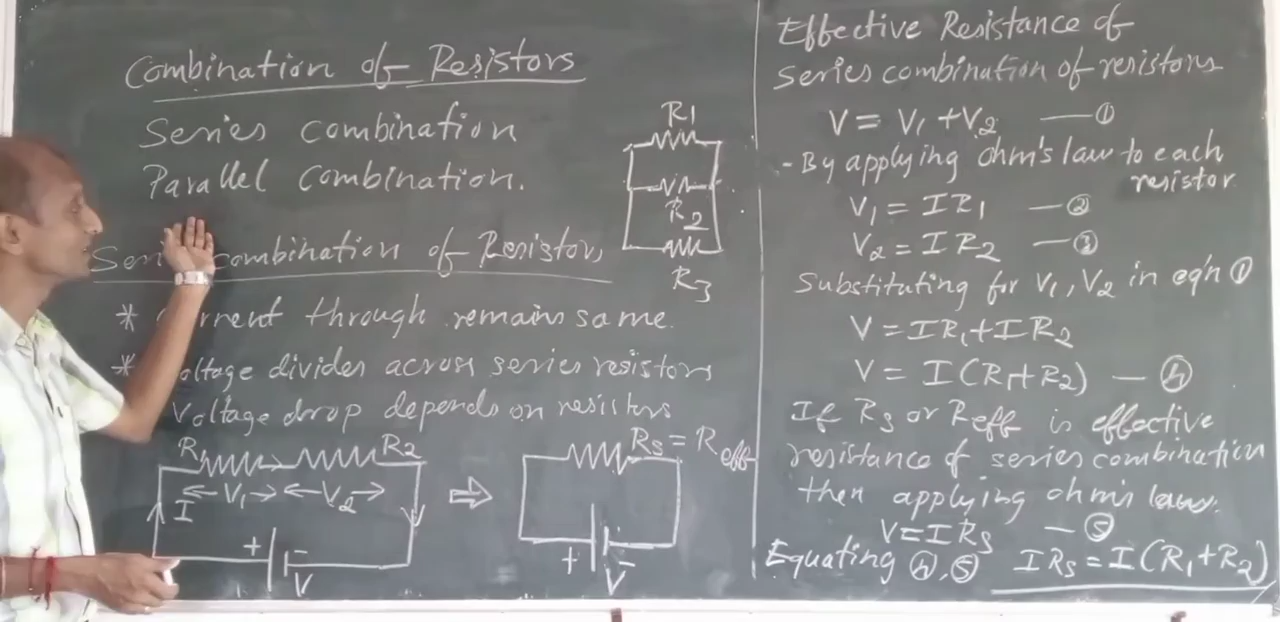 Combination of Resistors
Series combination
Parallel combination.
R1
R2
R3
combination of Resistors
* through remains same.
* divides across series resistors
Voltage drop depends on resistors
R1 R2
I V1 V2
+ - V
Rs = Reff
+ - V
Effective Resistance of
series combination of resistors
V = V1 + V2 — ①
- By applying ohm's law to each
resistor
V1 = IR1 — ②
V2 = IR2 — ③
Substituting for V1, V2 in eq'n ①
V = IR1 + IR2
V = I(R1+R2) — ④
If Rs or Reff is effective
resistance of series combination
then applying ohm's law.
V = IRs — ⑤
Equating ④, ⑤ IRs = I(R1+R2)